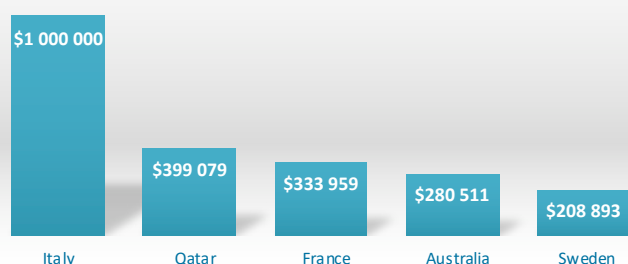 $1 000 000
$399 079
$333 959
$280 511
$208 893
Italy
Qatar
France
Australia
Sweden